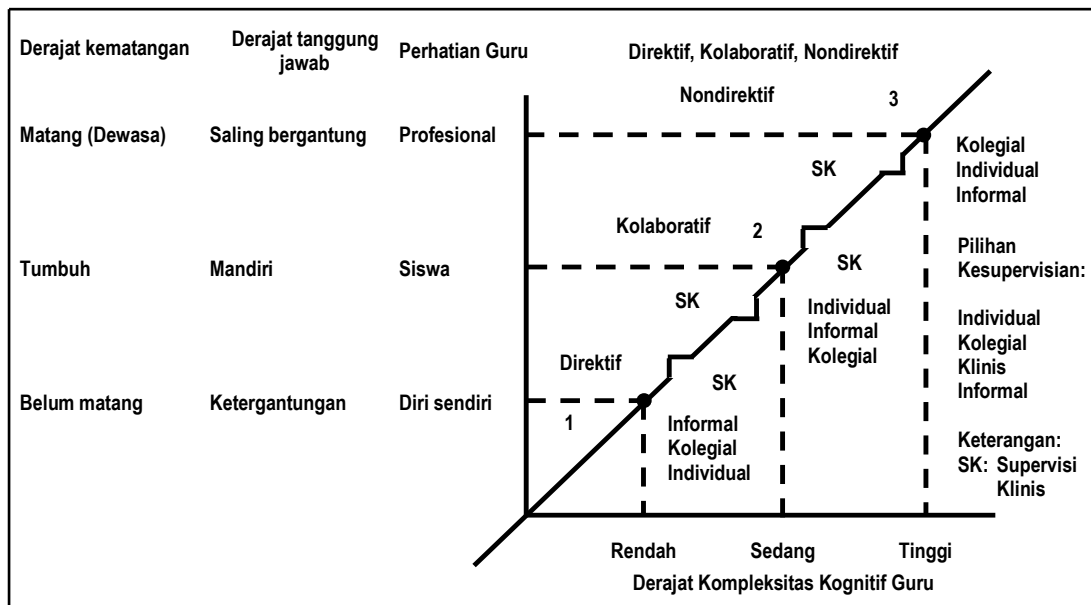 Derajat kematangan
Derajat tanggung
jawab
Perhatian Guru
Direktif, Kolaboratif, Nondirektif
Nondirektif
3
Matang (Dewasa)
Saling bergantung
Profesional
SK
Kolegial
Individual
Informal
Kolaboratif
2
Tumbuh
Mandiri
Siswa
SK
SK
Individual
Informal
Kolegial
Pilihan
Kesupervisian:
Individual
Kolegial
Klinis
Informal
Direktif
SK
Belum matang
Ketergantungan
Diri sendiri
1
Informal
Kolegial
Individual
Keterangan:
SK: Supervisi
Klinis
Rendah
Sedang
Tinggi
Derajat Kompleksitas Kognitif Guru